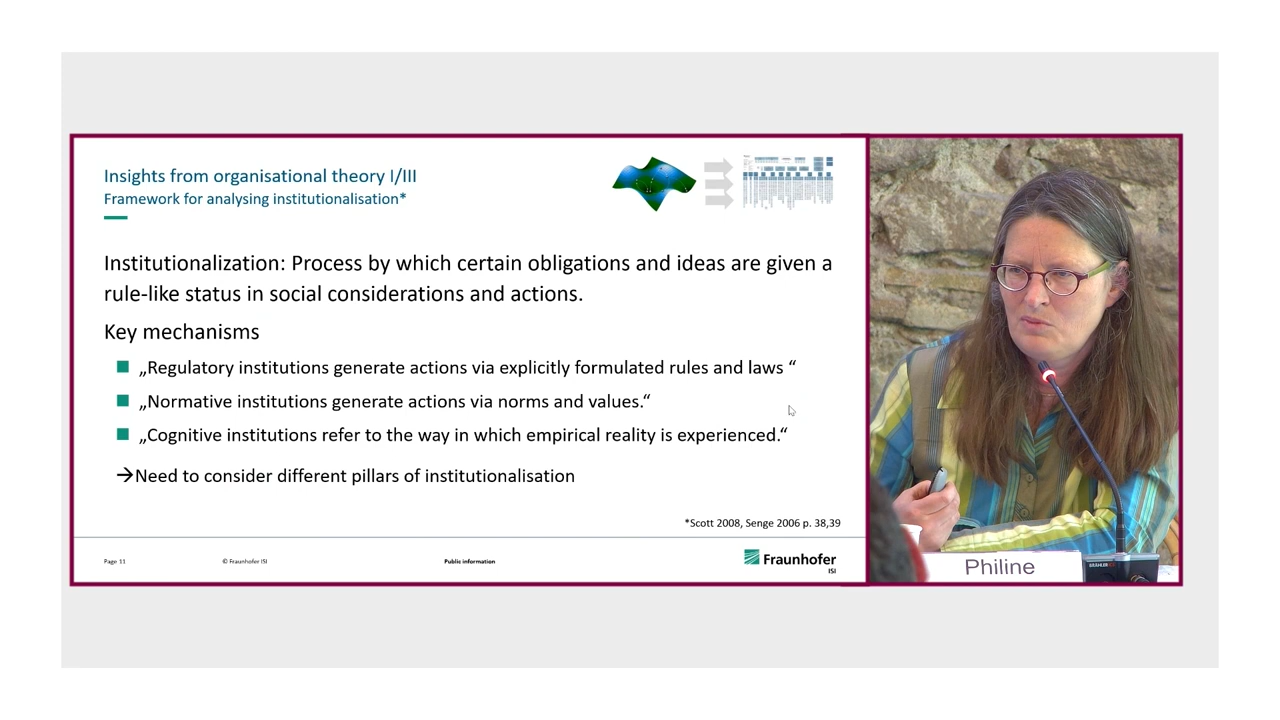 Insights from organisational theory I/III
Framework for analysing institutionalisation*
Institutionalization: Process by which certain obligations and ideas are given a
rule-like status in social considerations and actions.
Key mechanisms
„Regulatory institutions generate actions via explicitly formulated rules and laws “
„Normative institutions generate actions via norms and values.“
„Cognitive institutions refer to the way in which empirical reality is experienced.“
→Need to consider different pillars of institutionalisation
*Scott 2008, Senge 2006 p. 38,39
Page 11
© Fraunhofer ISI
Public information
Fraunhofer
ISI
Philine